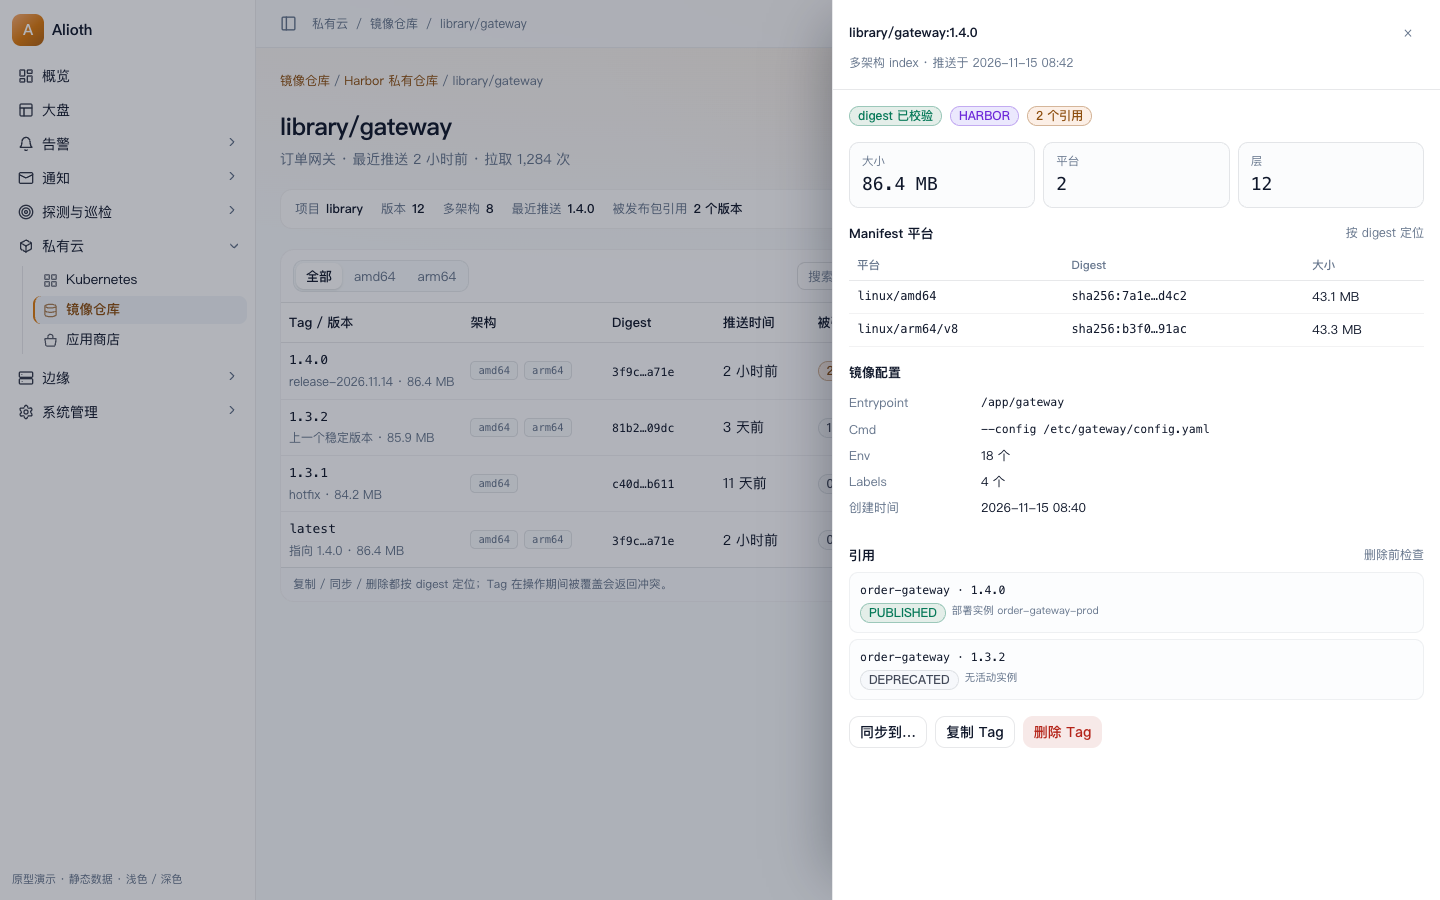 A Alioth
概览
大盘
告警
通知
探测与巡检
私有云
Kubernetes
镜像仓库
应用商店
边缘
系统管理
原型演示 · 静态数据 · 浅色 / 深色
私有云 / 镜像仓库 / library/gateway
镜像仓库 / Harbor 私有仓库 / library/gateway
library/gateway
订单网关 · 最近推送 2 小时前 · 拉取 1,284 次
项目 library 版本 12 多架构 8 最近推送 1.4.0 被发布包引用 2 个版本
全部 amd64 arm64 搜索
Tag / 版本 架构 Digest 推送时间
1.4.0
release-2026.11.14 · 86.4 MB amd64 arm64 3f9c…a71e 2 小时前 2
1.3.2
上一个稳定版本 · 85.9 MB amd64 arm64 81b2…09dc 3 天前 1
1.3.1
hotfix · 84.2 MB amd64 c40d…b611 11 天前 0
latest
指向 1.4.0 · 86.4 MB amd64 arm64 3f9c…a71e 2 小时前 0
复制 / 同步 / 删除都按 digest 定位；Tag 在操作期间被覆盖会返回冲突。
library/gateway:1.4.0 ×
多架构 index · 推送于 2026-11-15 08:42
digest 已校验 HARBOR 2 个引用
大小 平台 层
86.4 MB 2 12
Manifest 平台 按 digest 定位
平台 Digest 大小
linux/amd64 sha256:7a1e…d4c2 43.1 MB
linux/arm64/v8 sha256:b3f0…91ac 43.3 MB
镜像配置
Entrypoint /app/gateway
Cmd --config /etc/gateway/config.yaml
Env 18 个
Labels 4 个
创建时间 2026-11-15 08:40
引用 删除前检查
order-gateway · 1.4.0
PUBLISHED 部署实例 order-gateway-prod
order-gateway · 1.3.2
DEPRECATED 无活动实例
同步到… 复制 Tag 删除 Tag